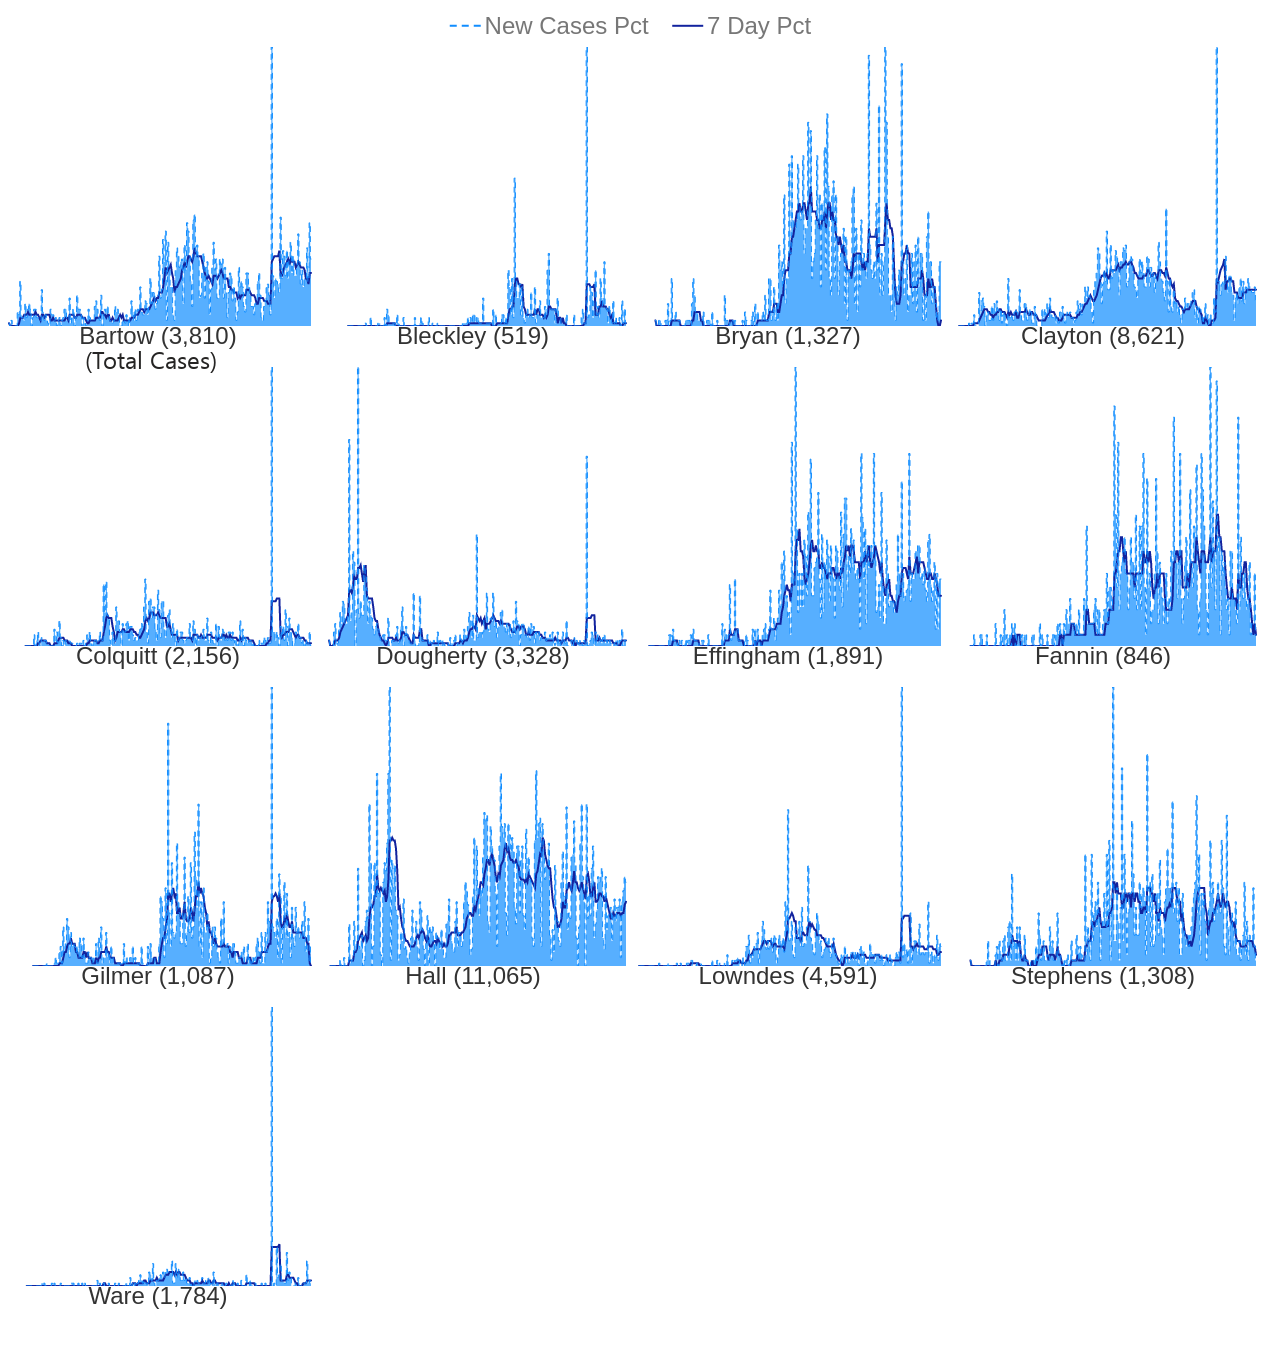 New Cases Pct 7 Day Pct
Bartow (3,810) Bleckley (519) Bryan (1,327) Clayton (8,621)
(Total Cases)
Colquitt (2,156) Dougherty (3,328) Effingham (1,891) Fannin (846)
Gilmer (1,087) Hall (11,065) Lowndes (4,591) Stephens (1,308)
Ware (1,784)